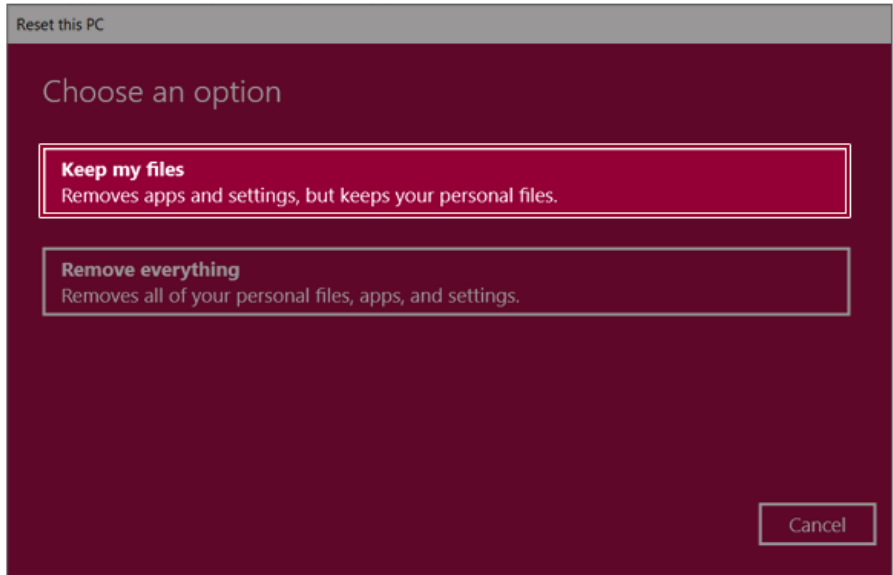 Reset this PC
Choose an option
Keep my files
Removes apps and settings, but keeps your personal files.
Remove everything
Removes all of your personal files, apps, and settings.
Cancel